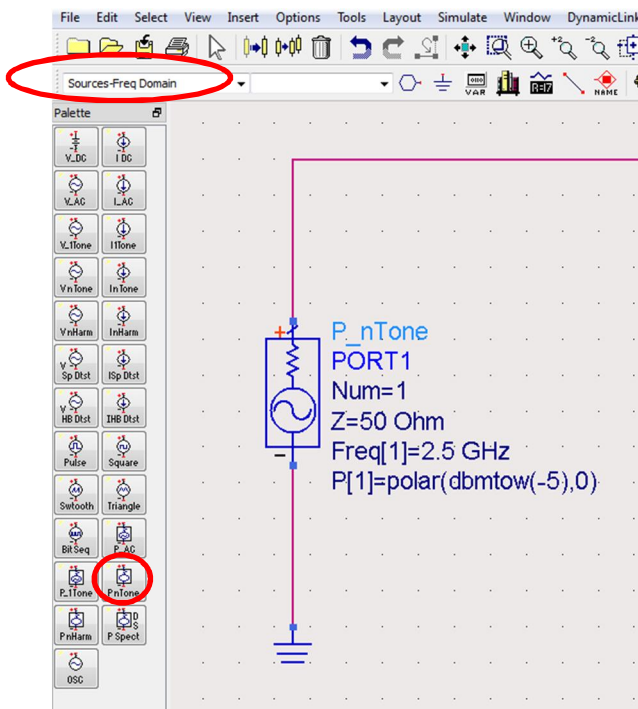 File Edit Select View Insert Options Tools Layout Simulate Window DynamicLink
Sources-Freq Domain
VAR
NAME
Palette
V_DC I DC
V_AC I_AC
V_1Tone I1Tone
VnTone InTone
VnHarm InHarm
V
Sp Dtst ISp Dtst
V
HB Dtst IHB Dtst
Pulse Square
Swtooth Triangle
BitSeq P_AC
P_1Tone PnTone
D
S
PnHarm P Spect
OSC
+
P_nTone
PORT1
Num=1
Z=50 Ohm
Freq[1]=2.5 GHz
P[1]=polar(dbmtow(-5),0)
-